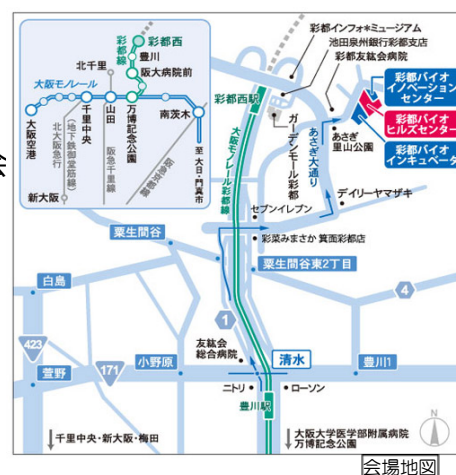 会
大阪モノレール
彩都線
彩都西
豊川
阪大病院前
北千里
大阪空港
千里中央
山田
万博記念公園
南茨木
至 大日・門真市
(地下鉄御堂筋線)
北大阪急行
新大阪
阪急千里線
阪急京都線
彩都インフォ*ミュージアム
池田泉州銀行彩都支店
彩都友紘会病院
彩都西駅
大阪モノレール彩都線
ガーデンモール彩都
あさぎ大通り
あさぎ
里山公園
彩都バイオ
イノベーション
センター
彩都バイオ
ヒルズセンター
彩都バイオ
インキュベータ
デイリーヤマザキ
セブンイレブン
彩菜みまさか 箕面彩都店
粟生間谷
粟生間谷東2丁目
白島
4
1
423
171
萱野
小野原
友紘会
総合病院
清水
豊川1
ニトリ
ローソン
豊川駅
千里中央・新大阪・梅田
大阪大学医学部附属病院
万博記念公園
N
会場地図